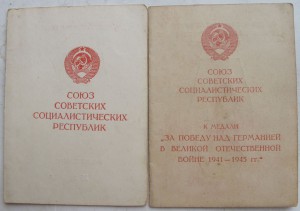 СОЮЗ
СОВЕТСКИХ
СОЦИАЛИСТИЧЕСКИХ
РЕСПУБЛИК
СОЮЗ
СОВЕТСКИХ
СОЦИАЛИСТИЧЕСКИХ
РЕСПУБЛИК
К МЕДАЛИ
"ЗА ПОБЕДУ НАД ГЕРМАНИЕЙ
В ВЕЛИКОЙ ОТЕЧЕСТВЕННОЙ
ВОЙНЕ 1941—1945 гг."